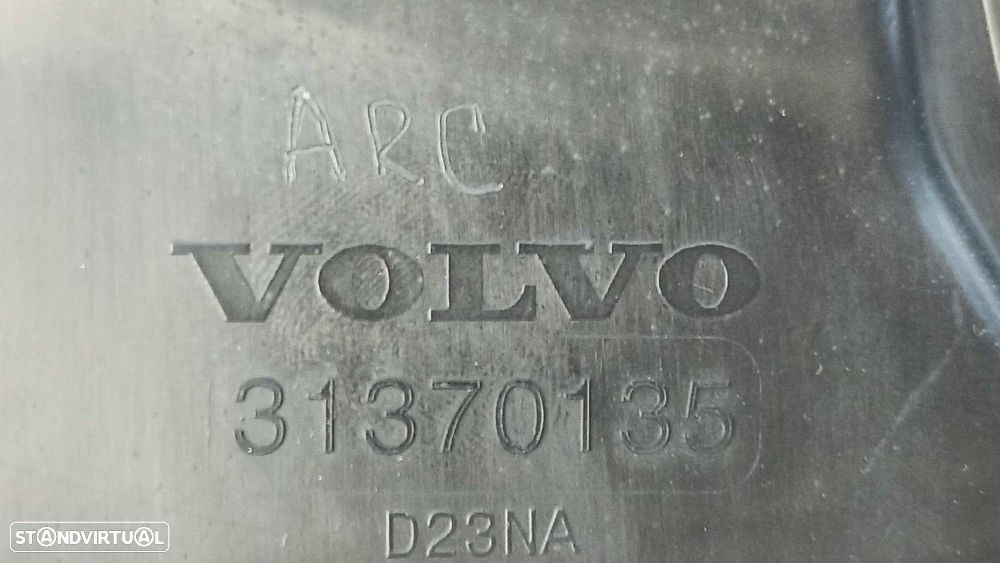 ARC
VOLVO
31370135
D23NA
STANDVIRTUAL